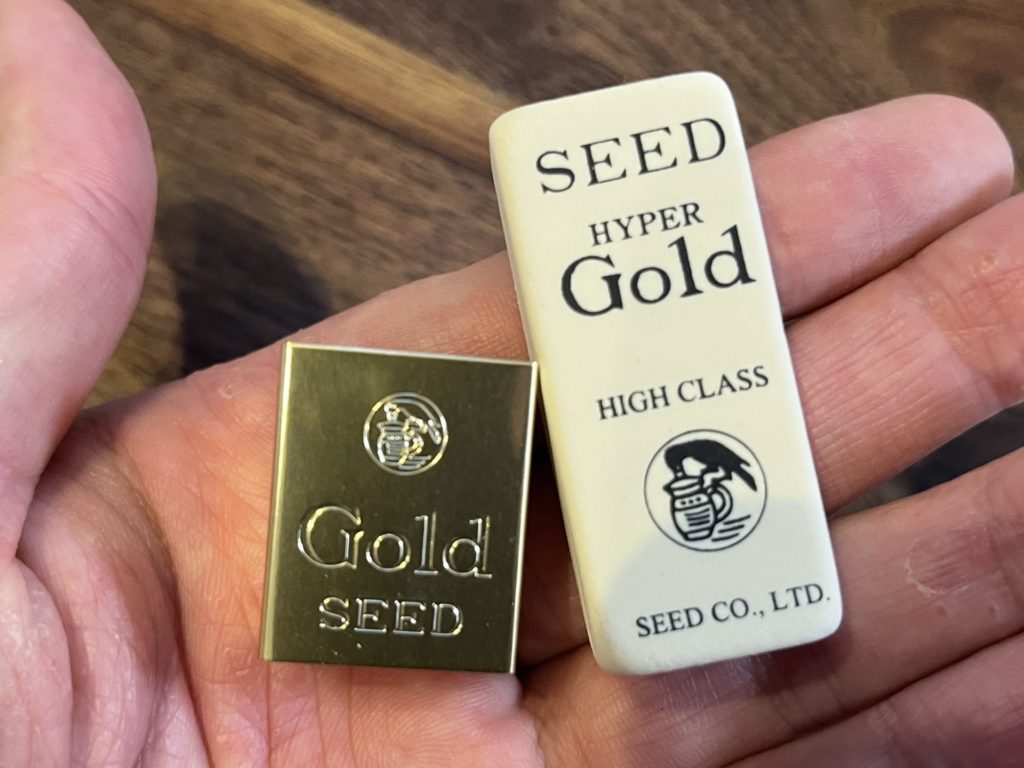 Gold
SEED
SEED
HYPER
Gold
HIGH CLASS
SEED CO., LTD.